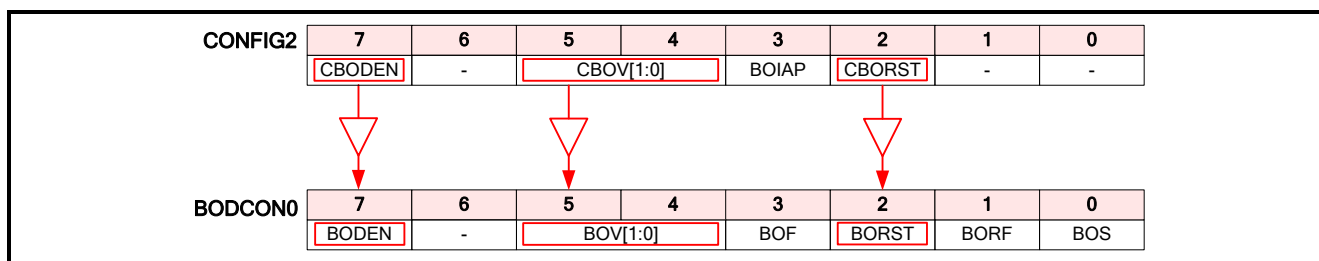 CONFIG2 7 6 5 4 3 2 1 0
CBODEN - CBOV[1:0] BOIAP CBORST - -
BODCON0 7 6 5 4 3 2 1 0
BODEN - BOV[1:0] BOF BORST BORF BOS